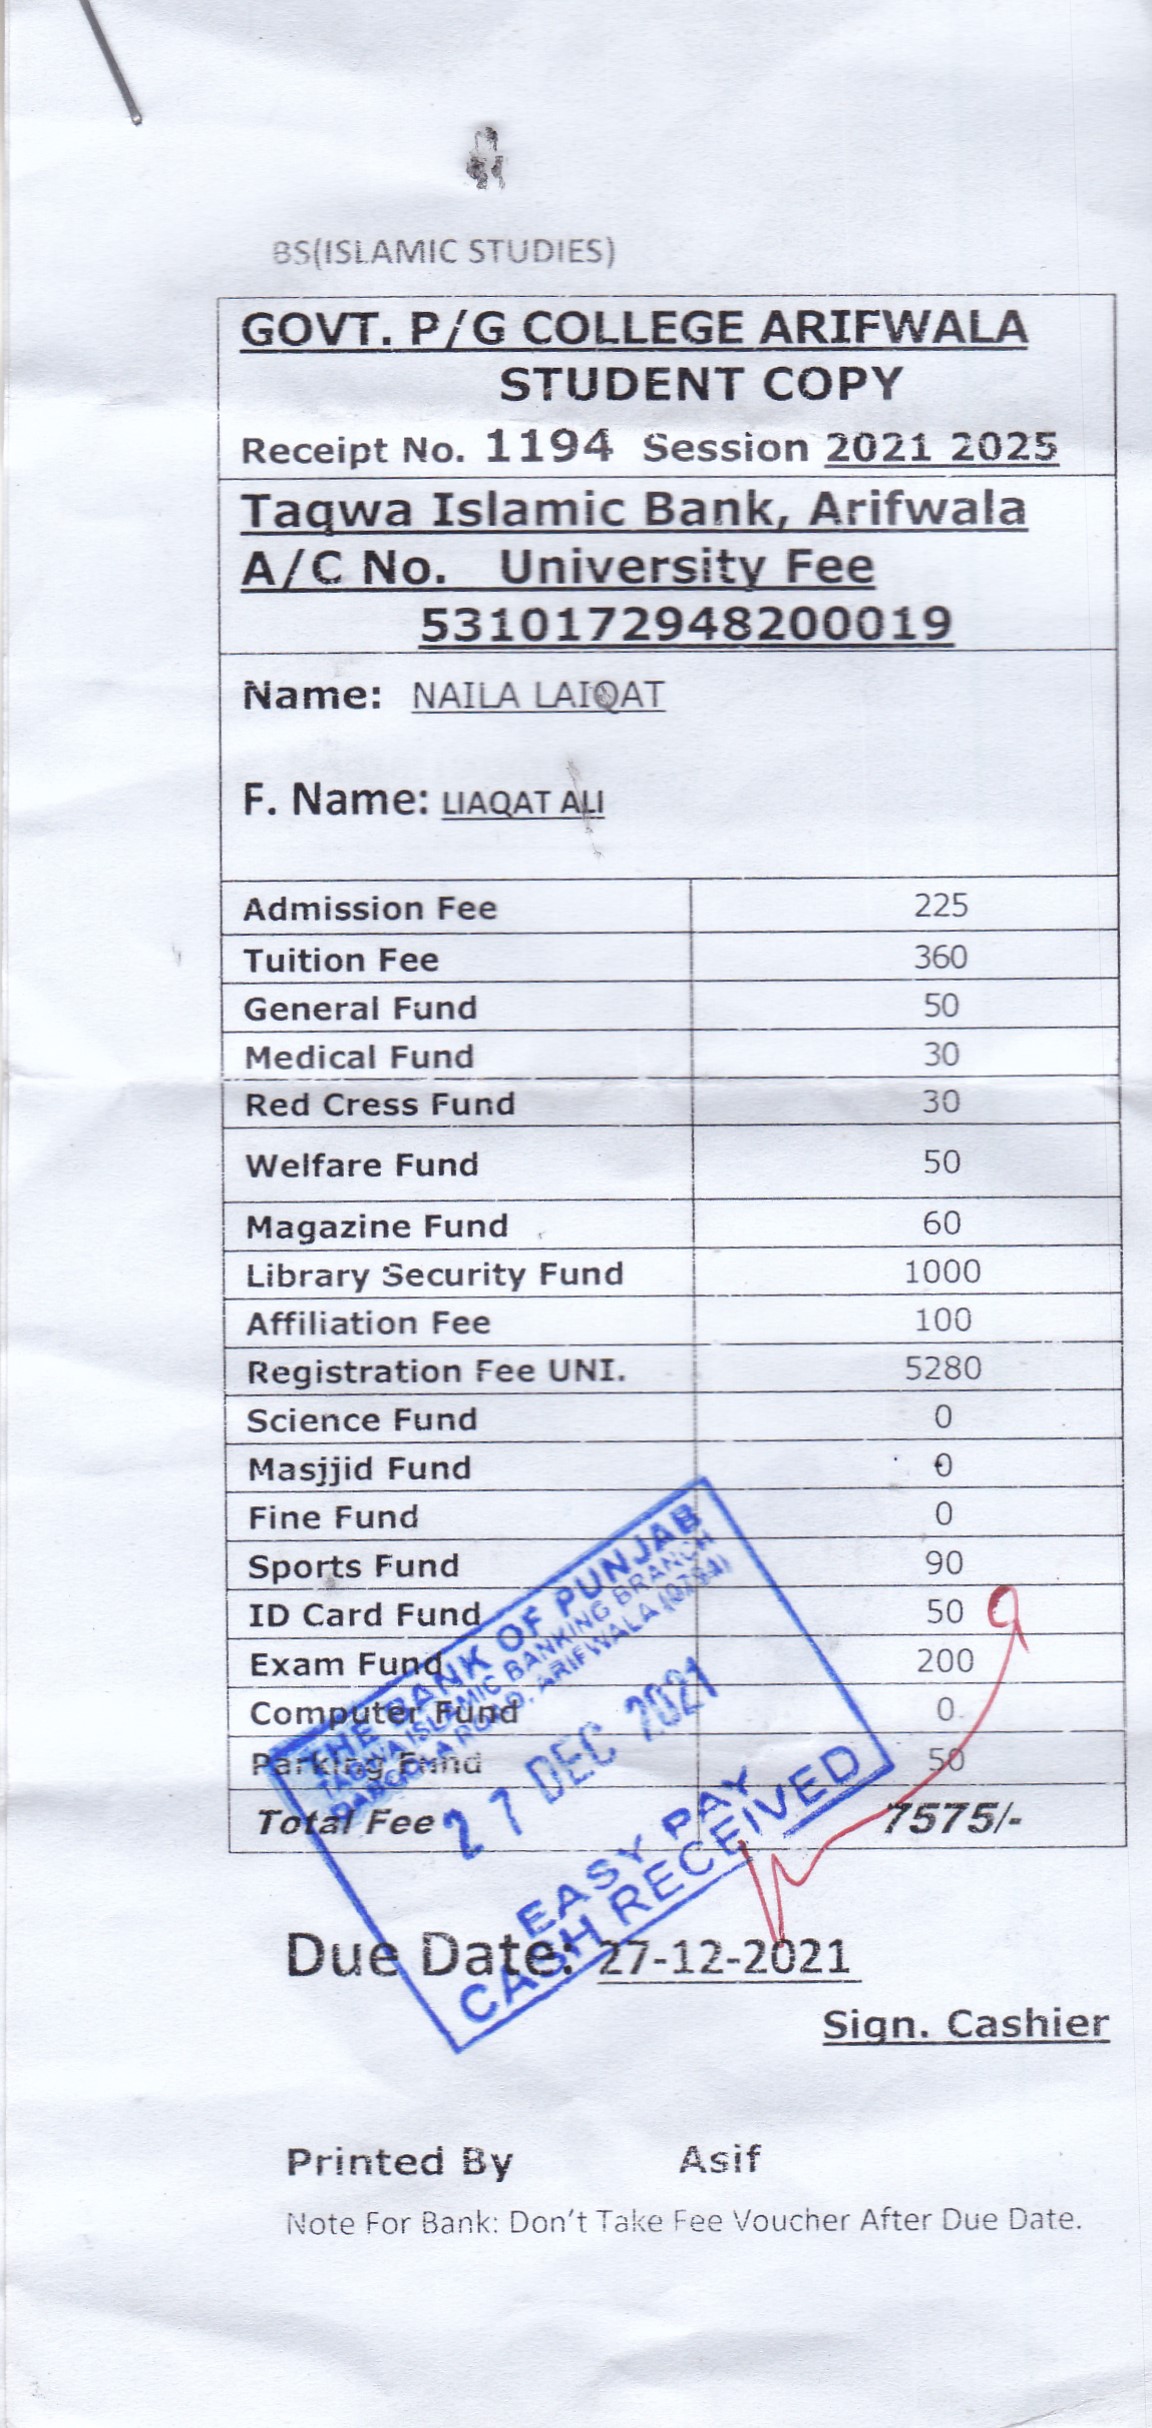 BS(ISLAMIC STUDIES)
GOVT. P/G COLLEGE ARIFWALA
STUDENT COPY
Receipt No. 1194 Session 2021 2025
Taqwa Islamic Bank, Arifwala
A/C No. University Fee
5310172948200019
Name: NAILA LAIQAT
F. Name: LIAQAT ALI
Admission Fee 225
Tuition Fee 360
General Fund 50
Medical Fund 30
Red Cress Fund 30
Welfare Fund 50
Magazine Fund 60
Library Security Fund 1000
Affiliation Fee 100
Registration Fee UNI. 5280
Science Fund 0
Masjjid Fund 0
Fine Fund 0
Sports Fund 90
ID Card Fund 50
Exam Fund 200
Computer Fund 0
Parking Fund 50
Total Fee 7575/-
THE BANK OF PUNJAB
TAQWA ISLAMIC BANKING BRANCH
ROAD, ARIFWALA
27 DEC 2021
EASY PAY
CASH RECEIVED
Due Date: 27-12-2021
Sign. Cashier
Printed By Asif
Note For Bank: Don't Take Fee Voucher After Due Date.